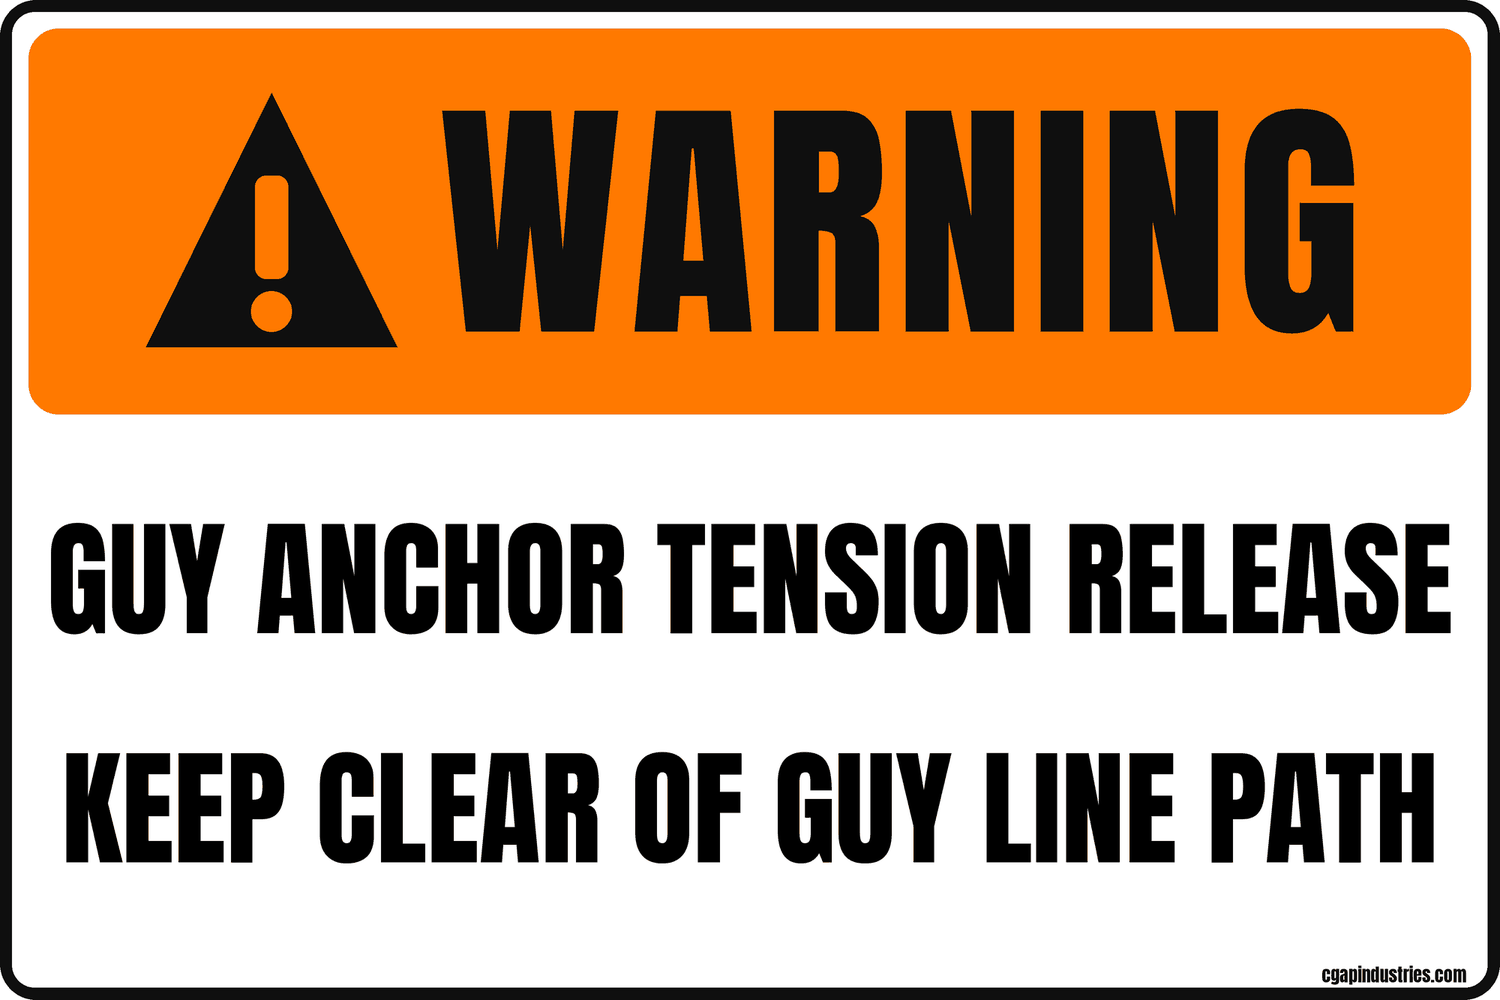 WARNING
GUY ANCHOR TENSION RELEASE
KEEP CLEAR OF GUY LINE PATH
cgapindustries.com